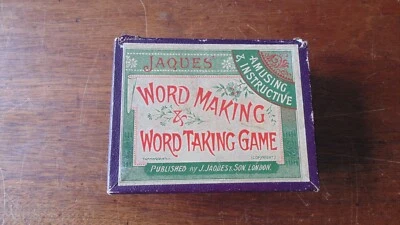 JAQUES'
AMUSING
& INSTRUCTIVE
WORD MAKING
&
WORD TAKING GAME
PUBLISHED BY J. JAQUES & SON, LONDON.